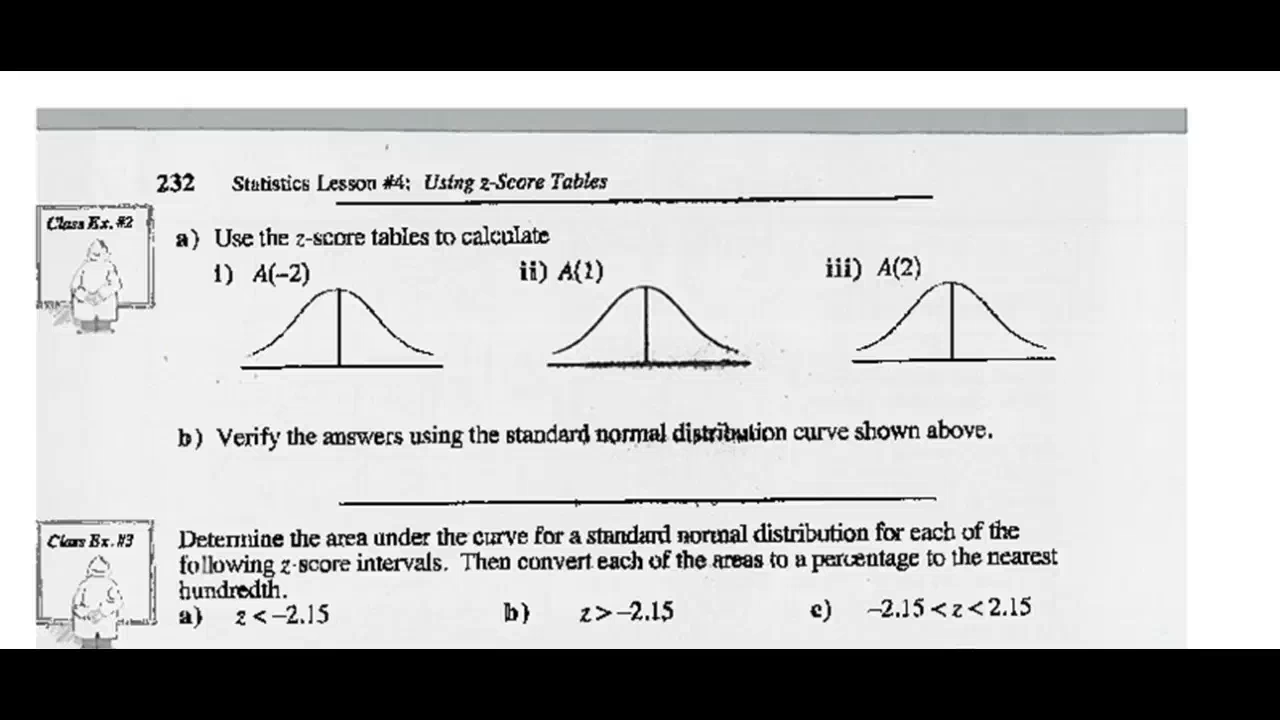 232 Statistics Lesson #4: Using z-Score Tables
Class Ex. #2
a) Use the z-score tables to calculate
i) A(−2) ii) A(1) iii) A(2)
b) Verify the answers using the standard normal distribution curve shown above.
Class Ex. #3
Determine the area under the curve for a standard normal distribution for each of the
following z-score intervals. Then convert each of the areas to a percentage to the nearest
hundredth.
a) z < −2.15 b) z > −2.15 c) −2.15 < z < 2.15